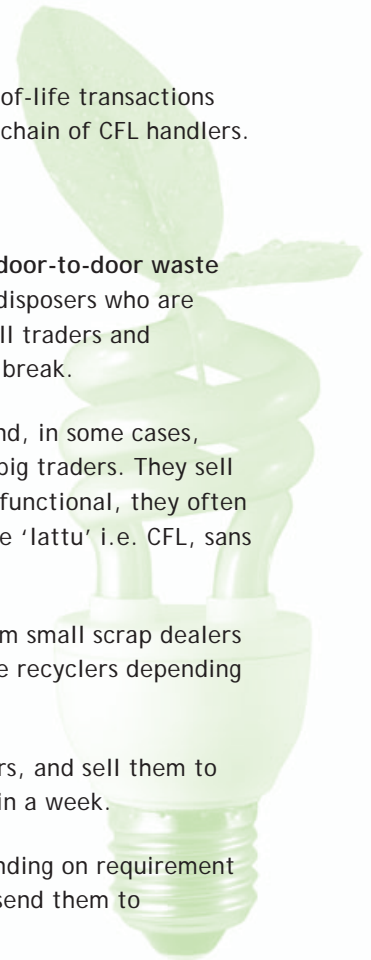 of-life transactions
chain of CFL handlers.
door-to-door waste
disposers who are
ll traders and
break.
nd, in some cases,
big traders. They sell
functional, they often
e ‘lattu’ i.e. CFL, sans
m small scrap dealers
e recyclers depending
rs, and sell them to
in a week.
nding on requirement
send them to